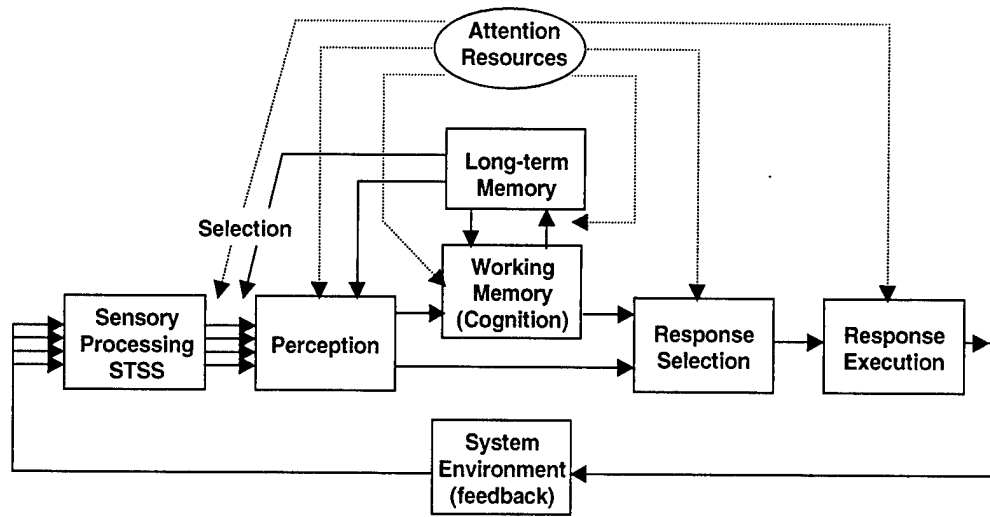 Attention
Resources
Long-term
Memory
Selection
Working
Memory
(Cognition)
Sensory
Processing
STSS
Perception
Response
Selection
Response
Execution
System
Environment
(feedback)